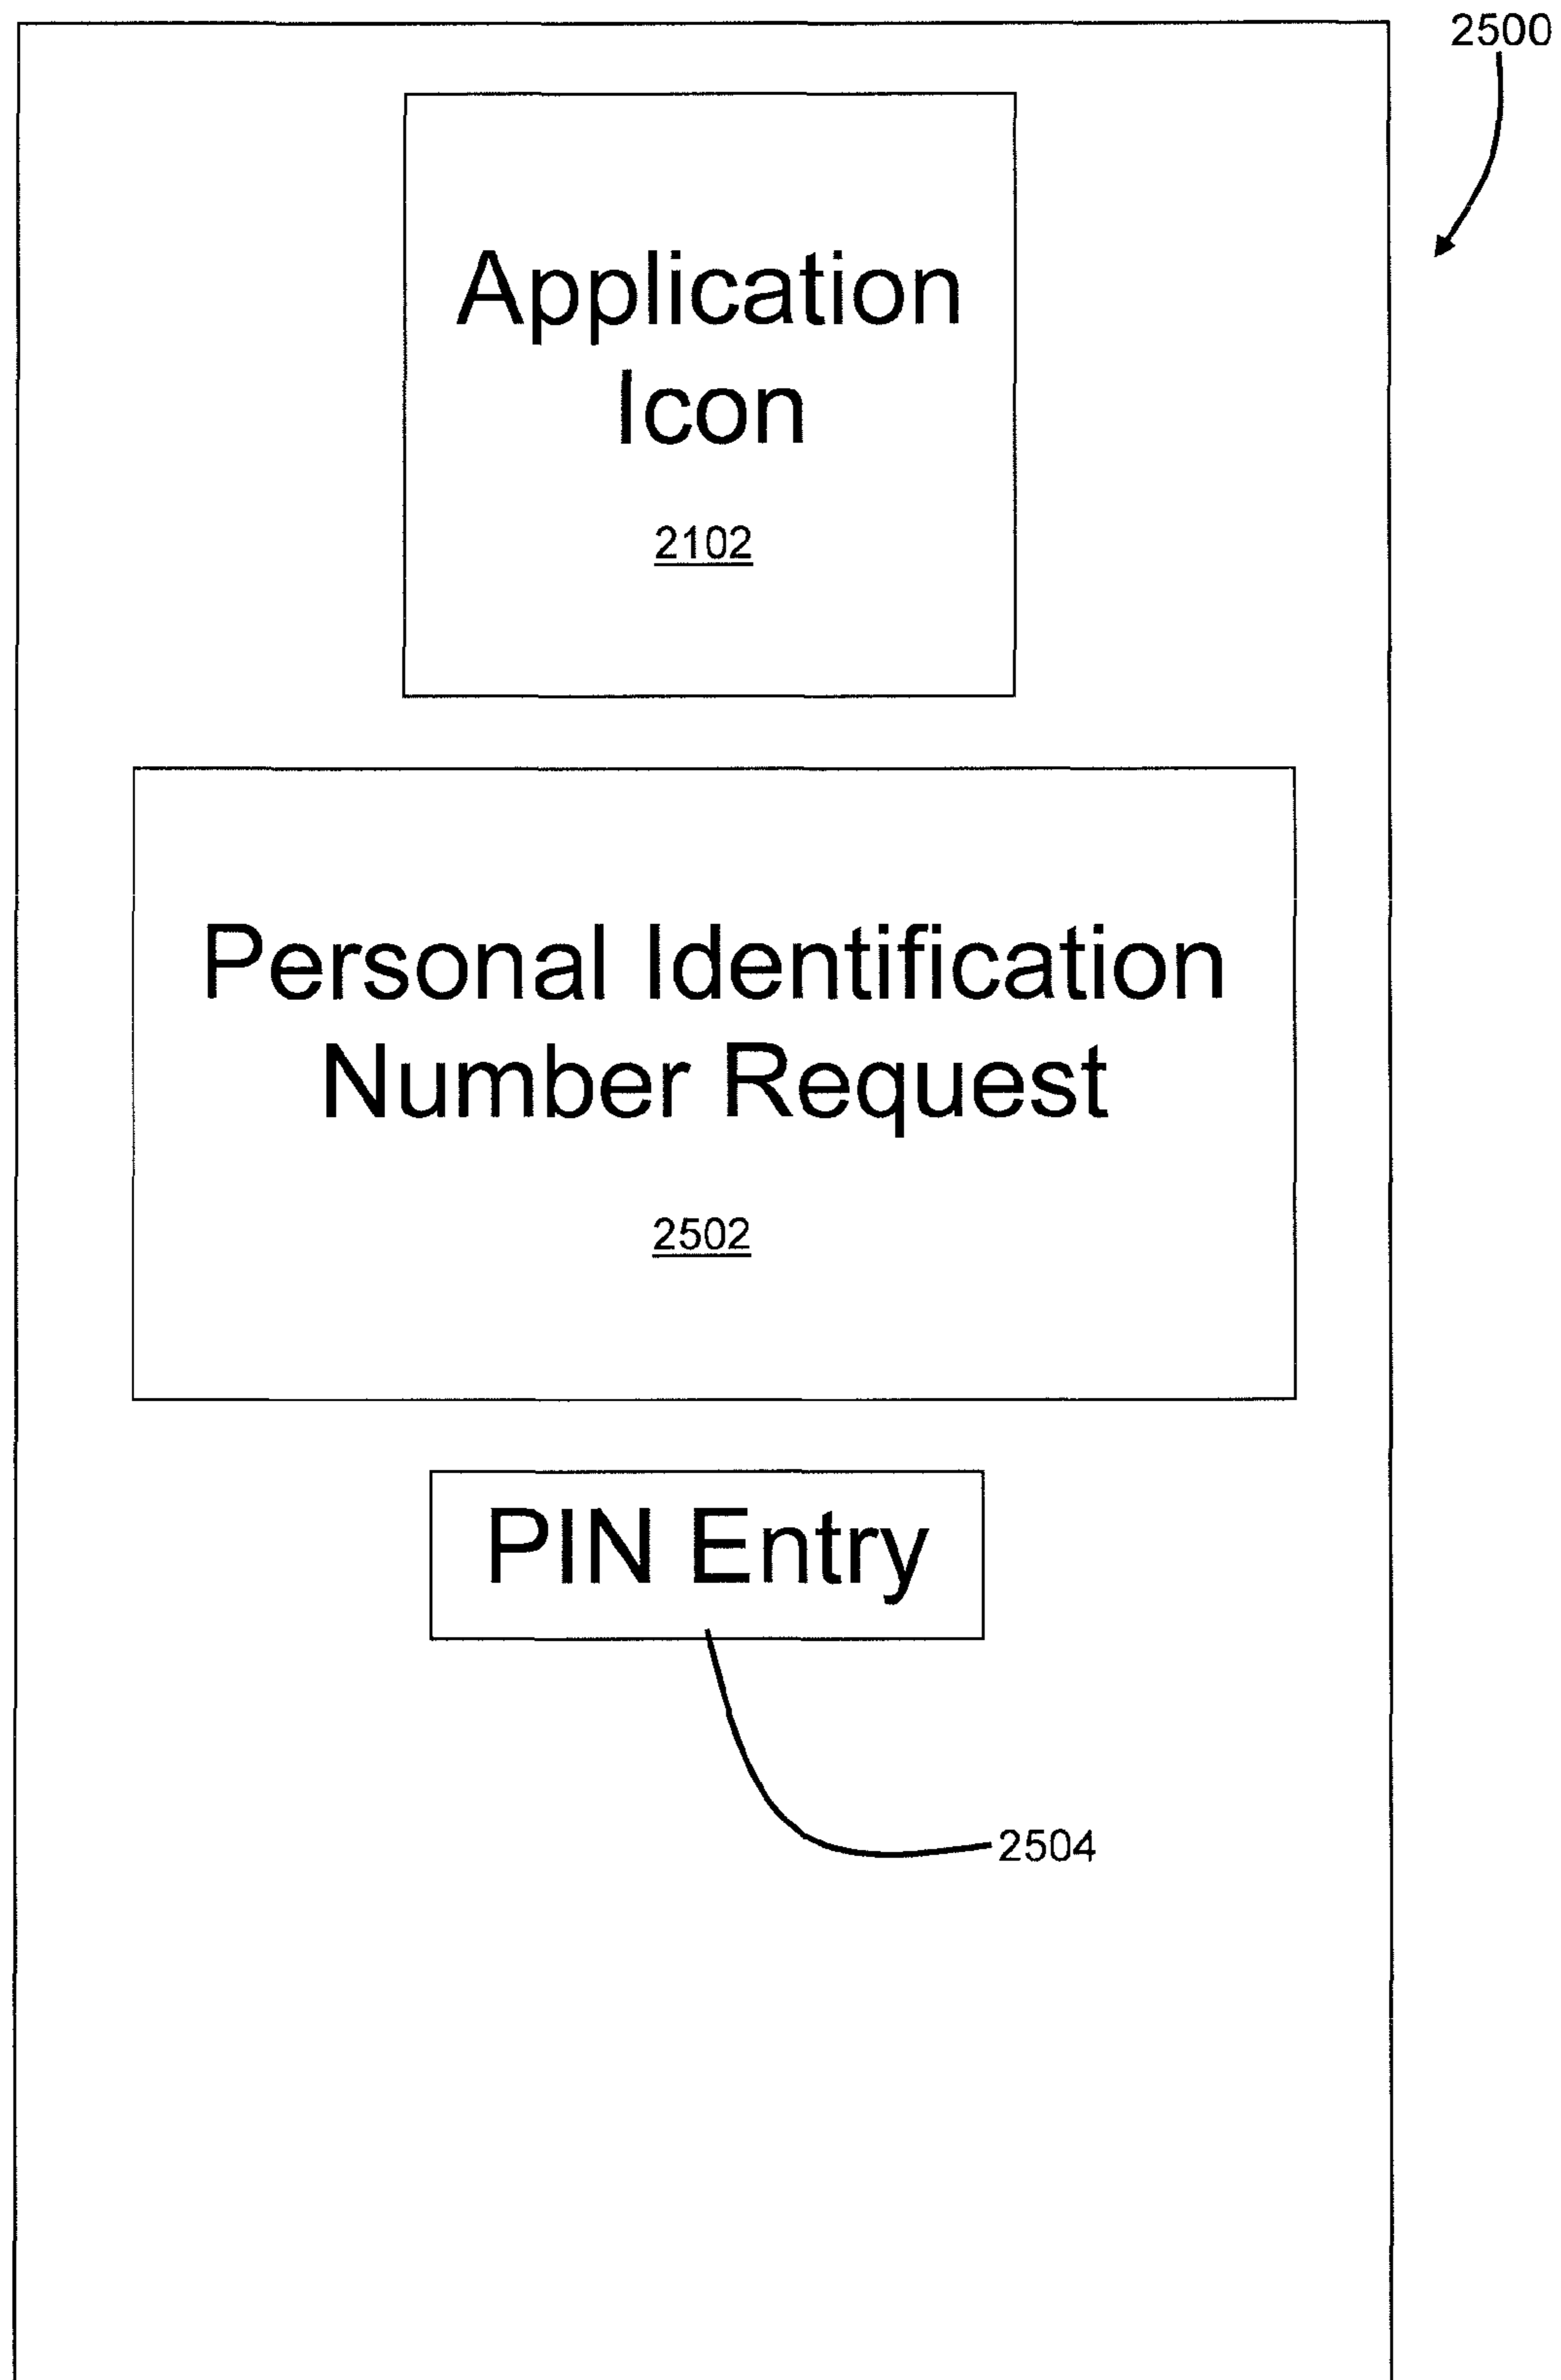 2500
Application
Icon
2102
Personal Identification
Number Request
2502
PIN Entry
2504